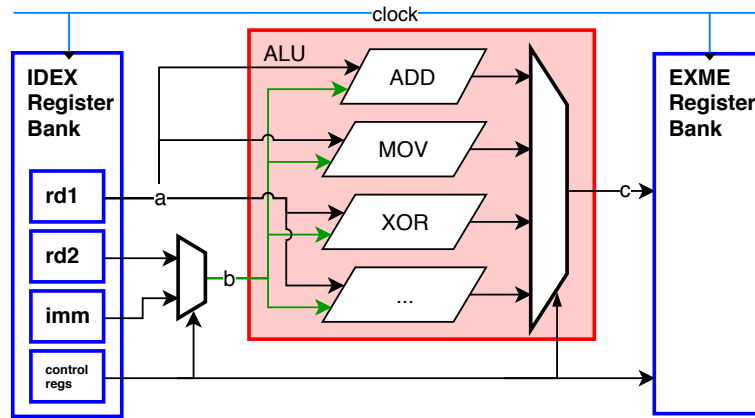 clock
IDEX
Register
Bank
ALU
ADD
EXME
Register
Bank
MOV
rd1
a
c
XOR
rd2
b
imm
...
control
regs